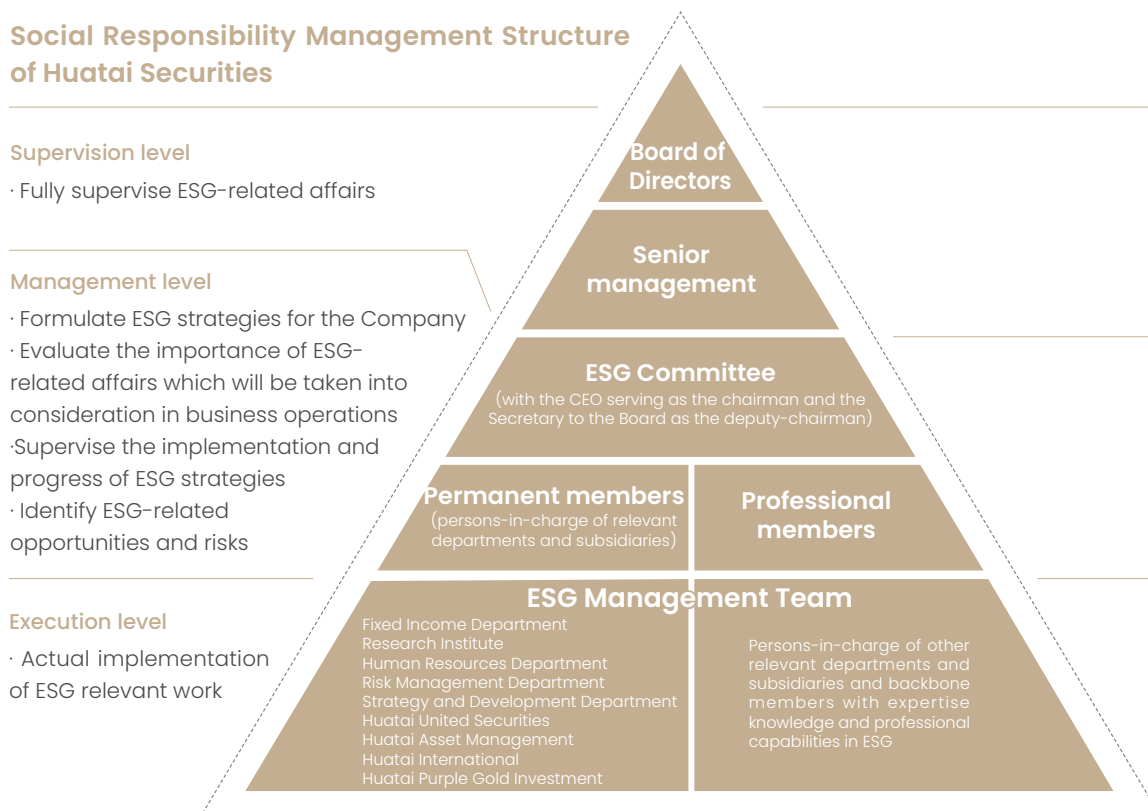 Social Responsibility Management Structure
of Huatai Securities
Supervision level
· Fully supervise ESG-related affairs
Management level
· Formulate ESG strategies for the Company
· Evaluate the importance of ESG-
related affairs which will be taken into
consideration in business operations
·Supervise the implementation and
progress of ESG strategies
· Identify ESG-related
opportunities and risks
Execution level
· Actual implementation
of ESG relevant work
Board of
Directors
Senior
management
ESG Committee
(with the CEO serving as the chairman and the
Secretary to the Board as the deputy-chairman)
Permanent members
(persons-in-charge of relevant
departments and subsidiaries)
Professional
members
ESG Management Team
Fixed Income Department
Research Institute
Human Resources Department
Risk Management Department
Strategy and Development Department
Huatai United Securities
Huatai Asset Management
Huatai International
Huatai Purple Gold Investment
Persons-in-charge of other
relevant departments and
subsidiaries and backbone
members with expertise
knowledge and professional
capabilities in ESG